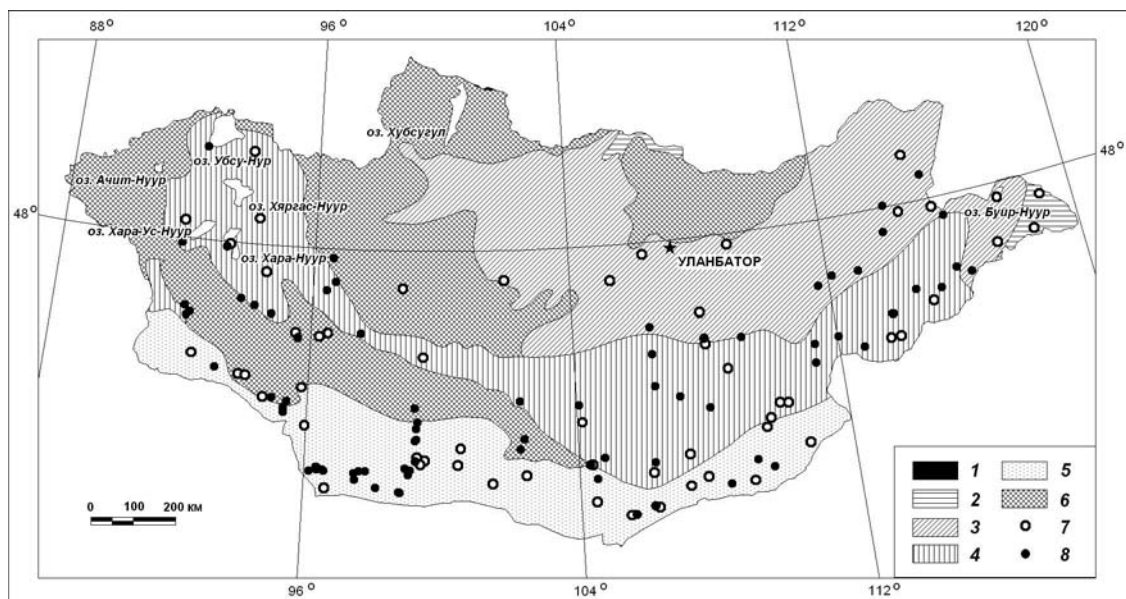 88° 96° 104° 112° 120°
оз. Хубсугул
48°
оз. Убсу-Нур
оз. Ачит-Нуур
оз. Хяргас-Нуур
48°
оз. Буир-Нуур
оз. Хара-Ус-Нуур
оз. Хара-Нуур
УЛАНБАТОР
1 5
2 6
3 7
4 8
0 100 200 км
96° 104° 112°